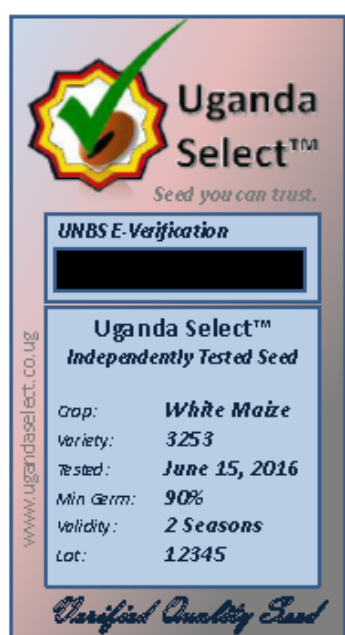 Uganda
Select™
Seed you can trust.
UNBS E-Verification
Uganda Select™
Independently Tested Seed
Crop: White Maize
Variety: 3253
Tested: June 15, 2016
Min Germ: 90%
Validity: 2 Seasons
Lot: 12345
www.ugandaselect.co.ug
Verified Quality Seed